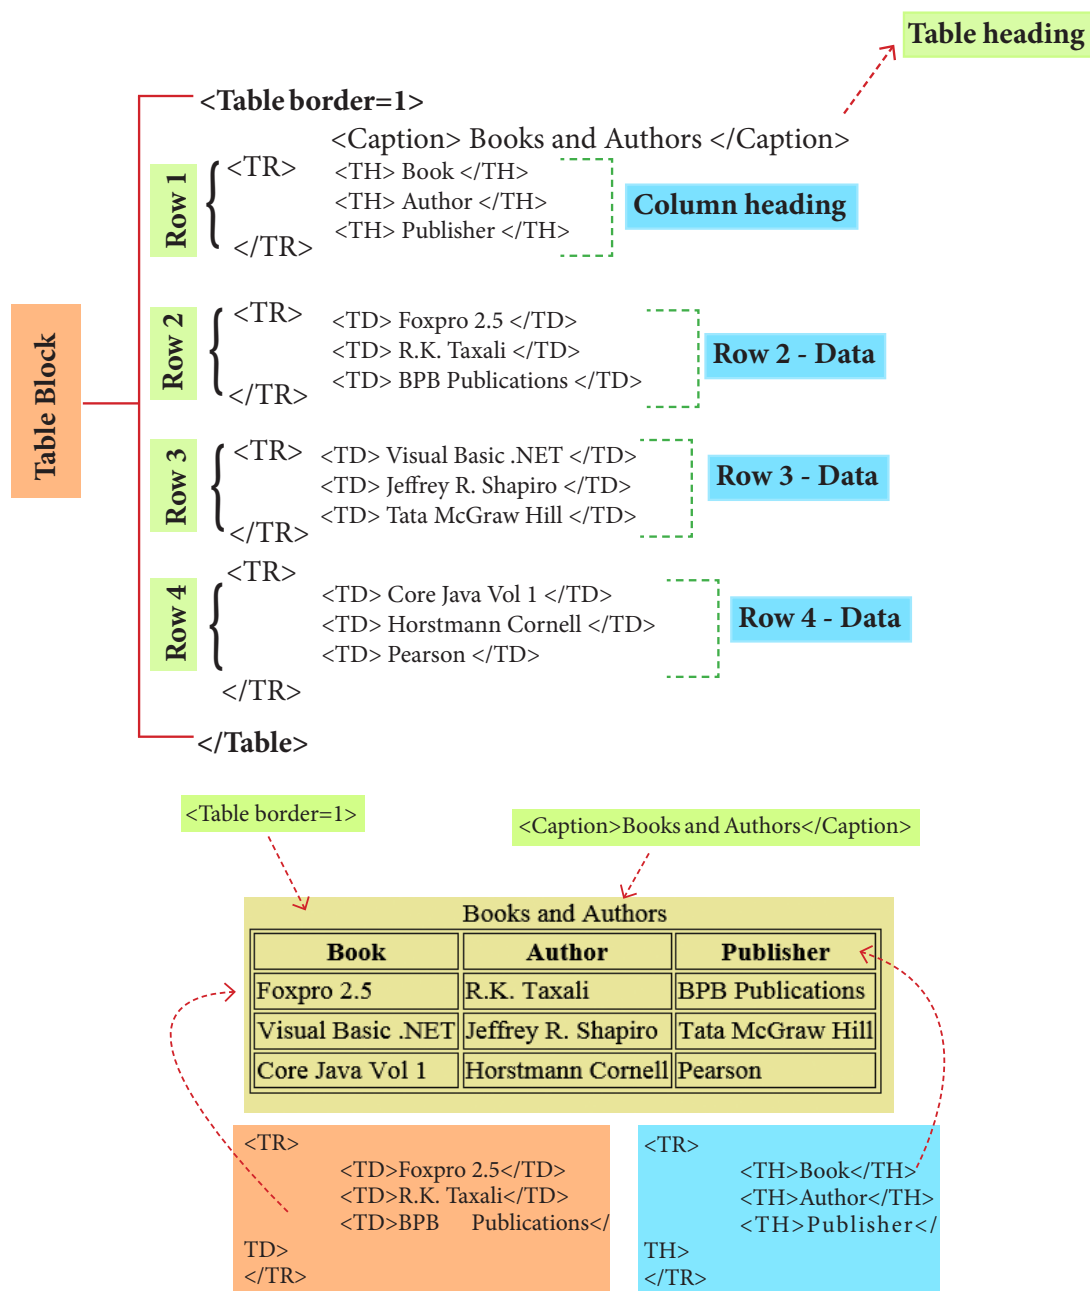 Table heading
<Table border=1>
<Caption> Books and Authors </Caption>
Row 1
<TR>
<TH> Book </TH>
<TH> Author </TH>
<TH> Publisher </TH>
</TR>
Column heading
Table Block
Row 2
<TR>
<TD> Foxpro 2.5 </TD>
<TD> R.K. Taxali </TD>
<TD> BPB Publications </TD>
</TR>
Row 2 - Data
Row 3
<TR>
<TD> Visual Basic .NET </TD>
<TD> Jeffrey R. Shapiro </TD>
<TD> Tata McGraw Hill </TD>
</TR>
Row 3 - Data
Row 4
<TR>
<TD> Core Java Vol 1 </TD>
<TD> Horstmann Cornell </TD>
<TD> Pearson </TD>
</TR>
Row 4 - Data
</Table>
<Table border=1>
<Caption>Books and Authors</Caption>
Books and Authors
Book Author Publisher
Foxpro 2.5 R.K. Taxali BPB Publications
Visual Basic .NET Jeffrey R. Shapiro Tata McGraw Hill
Core Java Vol 1 Horstmann Cornell Pearson
<TR>
<TD>Foxpro 2.5</TD>
<TD>R.K. Taxali</TD>
<TD>BPB Publications</
TD>
</TR>
<TR>
<TH>Book</TH>
<TH>Author</TH>
<TH>Publisher</
TH>
</TR>